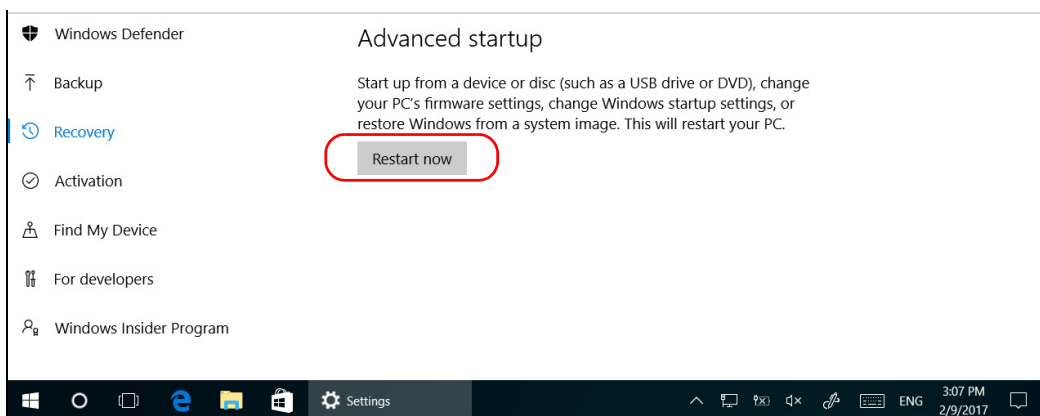 Windows Defender
Backup
Recovery
Activation
Find My Device
For developers
Windows Insider Program
Advanced startup
Start up from a device or disc (such as a USB drive or DVD), change
your PC's firmware settings, change Windows startup settings, or
restore Windows from a system image. This will restart your PC.
Restart now
Settings
ENG
3:07 PM
2/9/2017